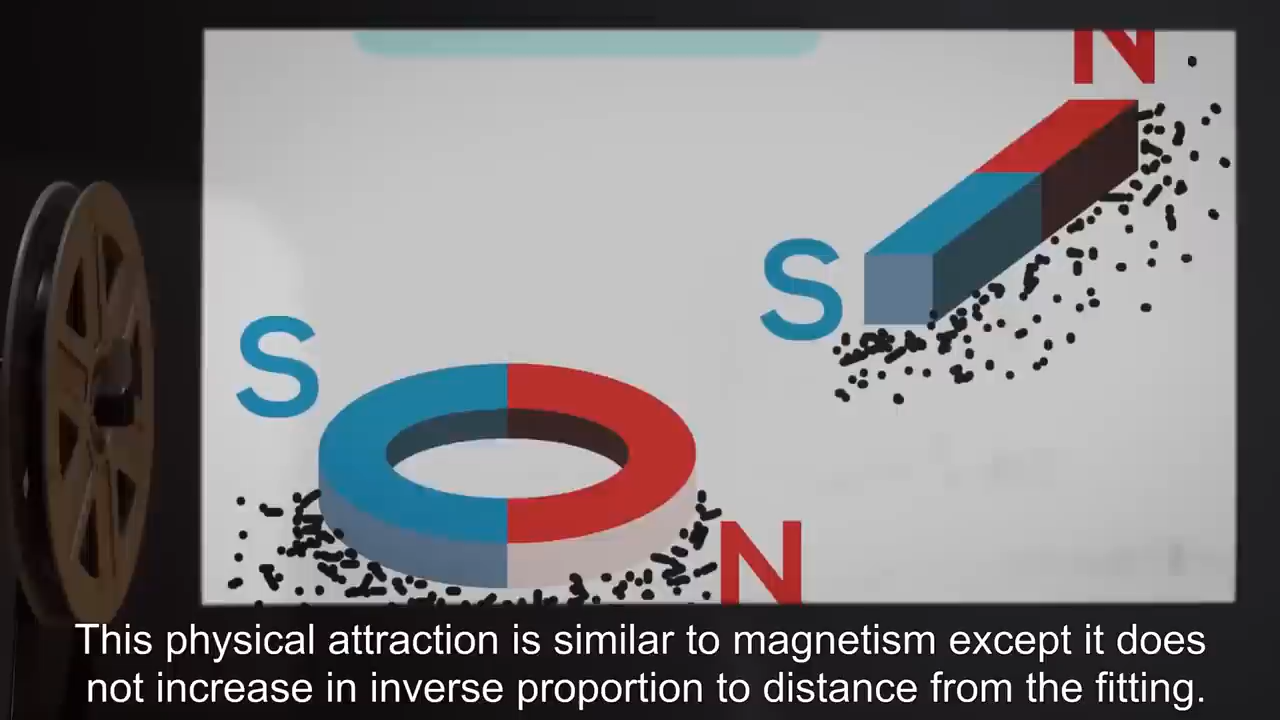 N
S
S
N
This physical attraction is similar to magnetism except it does
not increase in inverse proportion to distance from the fitting.